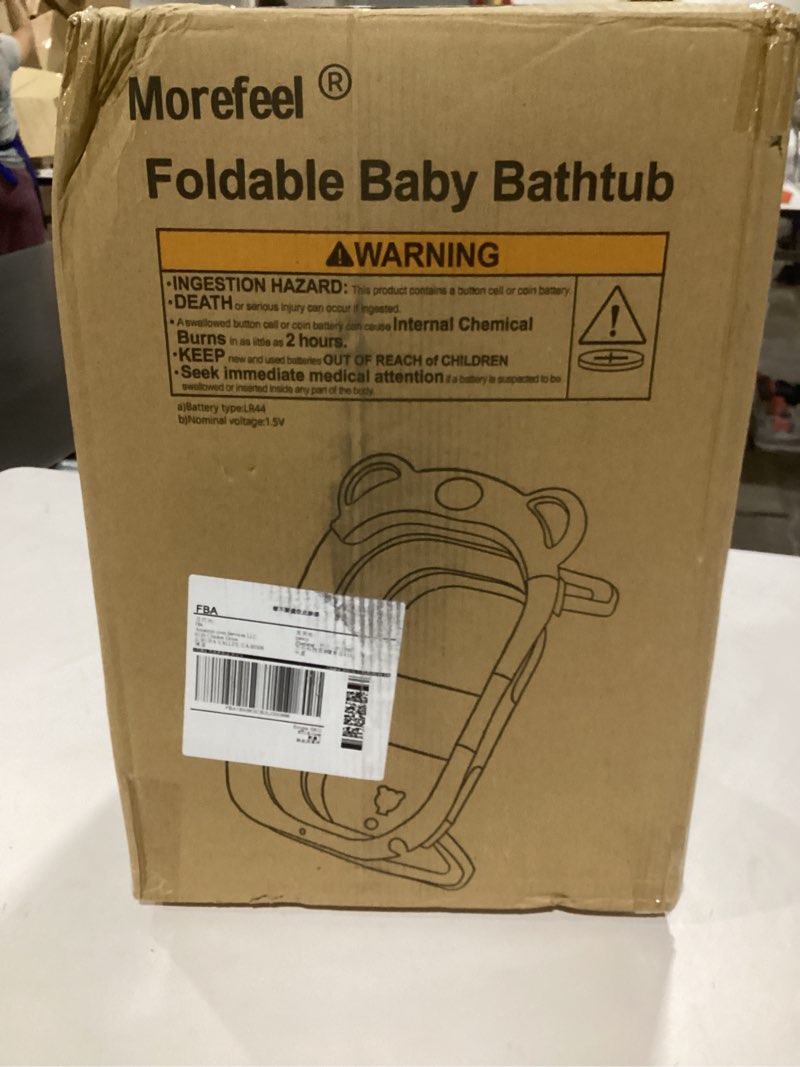 Morefeel ®
Foldable Baby Bathtub
⚠WARNING
•INGESTION HAZARD: This product contains a button cell or coin battery.
•DEATH or serious injury can occur if ingested.
• A swallowed button cell or coin battery can cause Internal Chemical
Burns in as little as 2 hours.
•KEEP new and used batteries OUT OF REACH of CHILDREN
•Seek immediate medical attention if a battery is suspected to be
swallowed or inserted inside any part of the body.
a)Battery type:LR44
b)Nominal voltage:1.5V
FBA
Amazon.com Services LLC